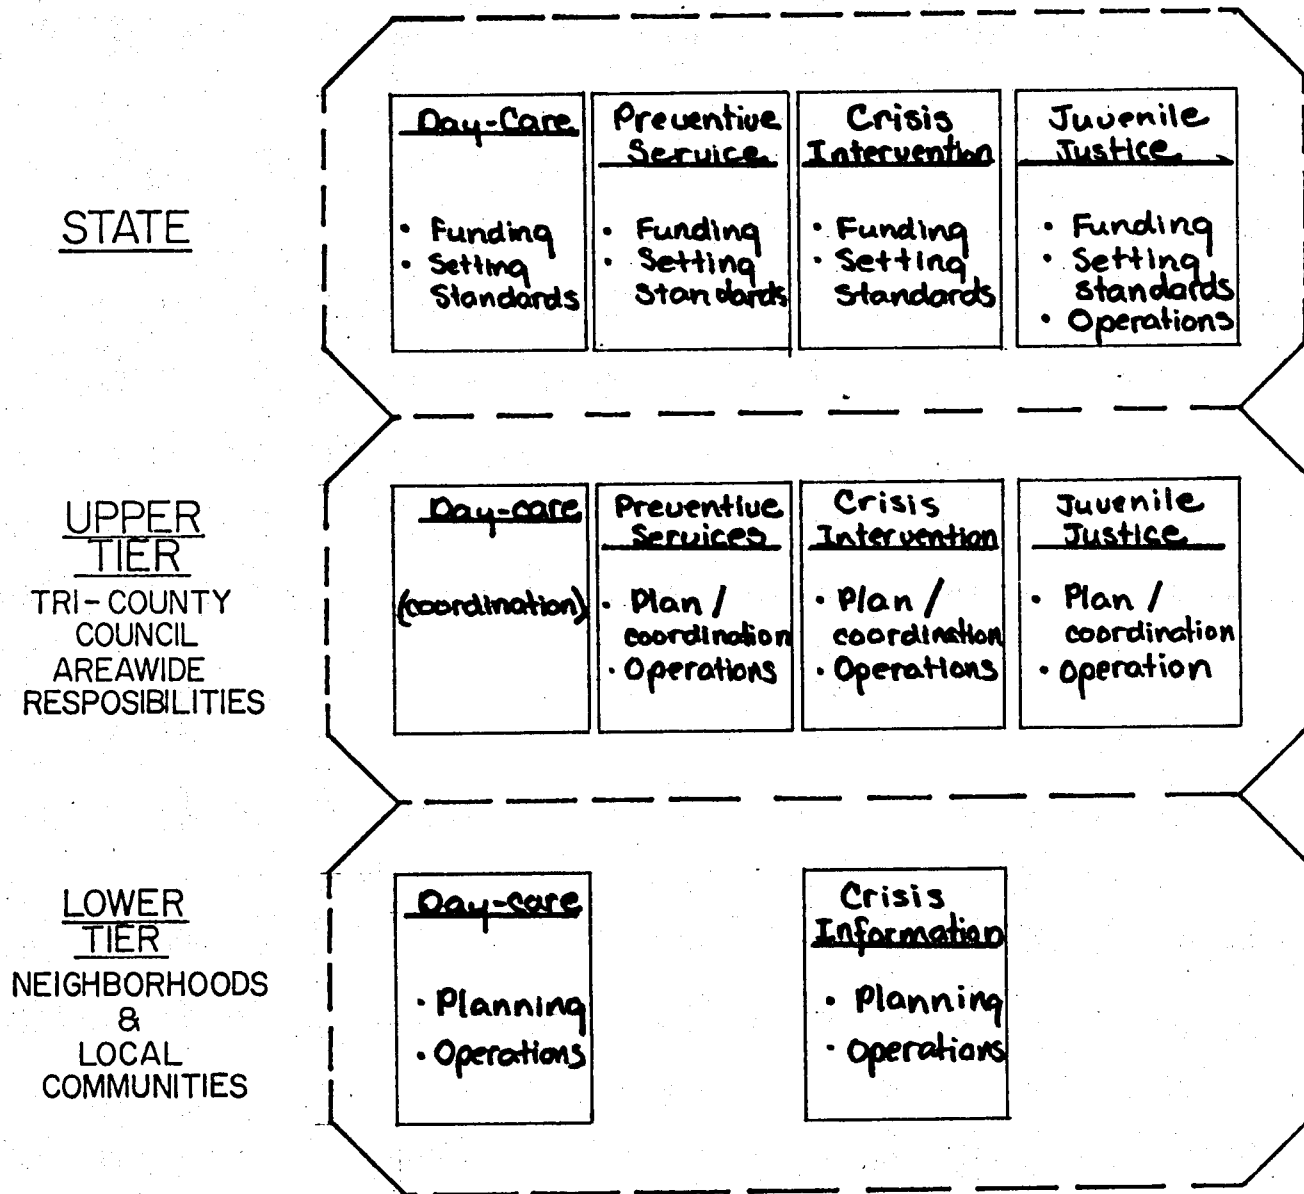 STATE
Day-Care
Funding
Setting
Standards
Preventive
Service
Funding
Setting
Standards
Crisis
Intervention
Funding
Setting
Standards
Juvenile
Justice
Funding
Setting
standards
Operations
UPPER
TIER
TRI-COUNTY
COUNCIL
AREAWIDE
RESPOSIBILITIES
Day-care
(coordination)
Preventive
Services
Plan /
coordination
Operations
Crisis
Intervention
Plan /
coordination
Operations
Juvenile
Justice
Plan /
coordination
Operation
LOWER
TIER
NEIGHBORHOODS
&
LOCAL
COMMUNITIES
Day-care
Planning
Operations
Crisis
Information
Planning
Operations